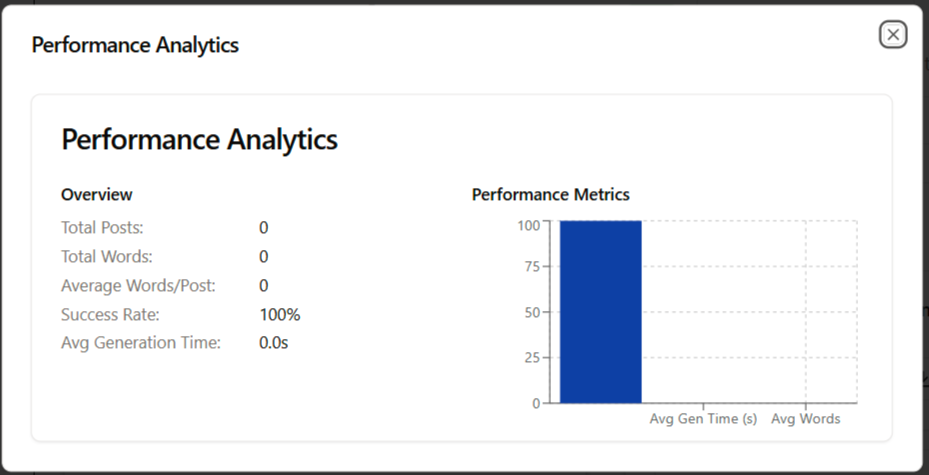 Performance Analytics
Performance Analytics
Overview
Total Posts: 0
Total Words: 0
Average Words/Post: 0
Success Rate: 100%
Avg Generation Time: 0.0s
Performance Metrics
100
75
50
25
0
Avg Gen Time (s) Avg Words